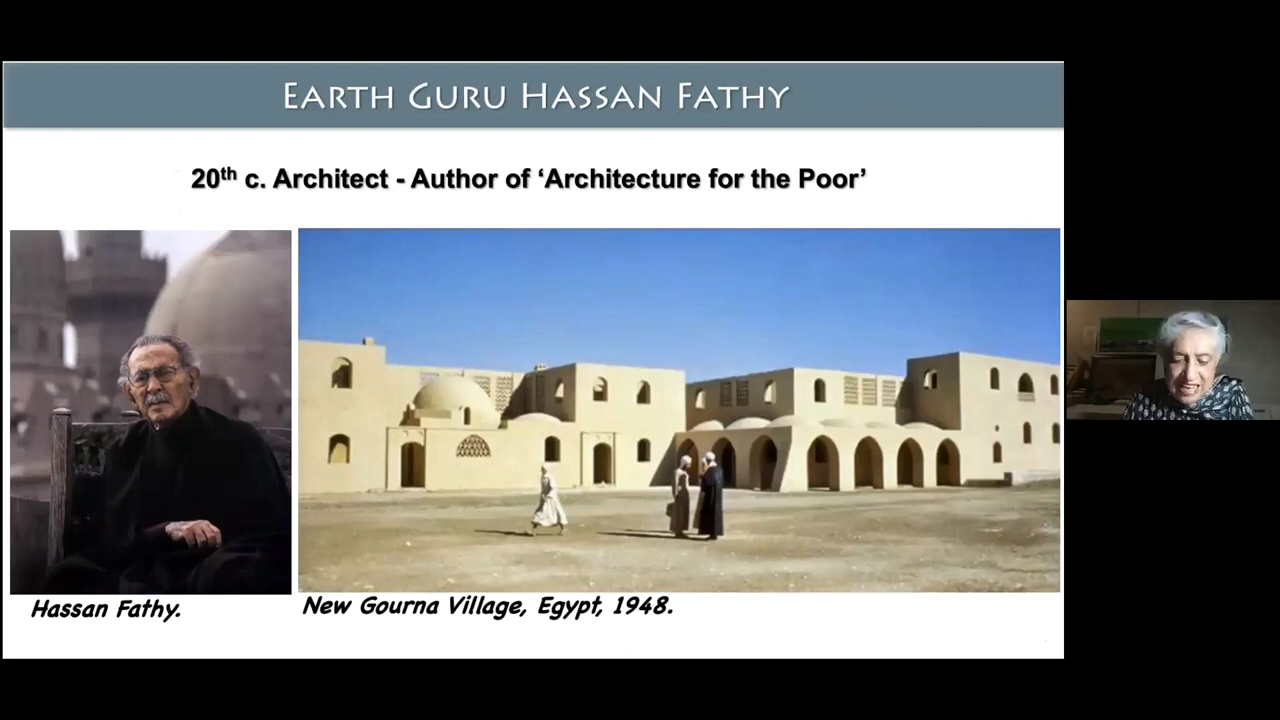 EARTH GURU HASSAN FATHY
20th c. Architect - Author of ‘Architecture for the Poor’
Hassan Fathy.
New Gourna Village, Egypt, 1948.